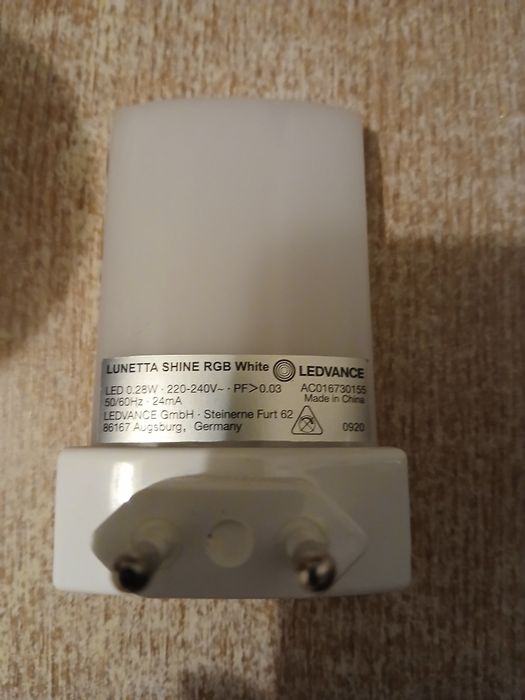 LUNETTA SHINE RGB White LEDVANCE
LED 0.28W · 220-240V~ · PF>0.03 AC016730155
50/60Hz · 24mA Made in China
LEDVANCE GmbH · Steinerne Furt 62
86167 Augsburg, Germany 0920